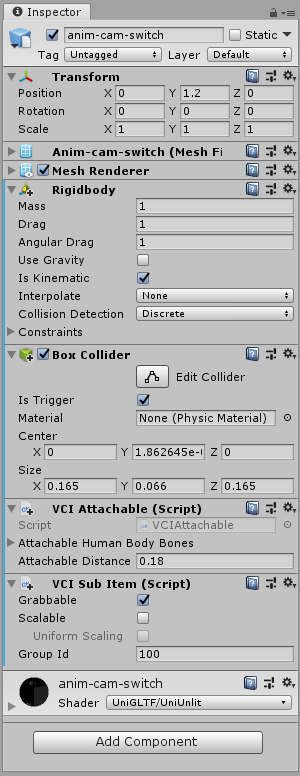 Inspector
anim-cam-switch Static
Tag Untagged Layer Default
Transform
Position X 0 Y 1.2 Z 0
Rotation X 0 Y 0 Z 0
Scale X 1 Y 1 Z 1
Anim-cam-switch (Mesh Fi
Mesh Renderer
Rigidbody
Mass 1
Drag 1
Angular Drag 1
Use Gravity
Is Kinematic
Interpolate None
Collision Detection Discrete
Constraints
Box Collider
Edit Collider
Is Trigger
Material None (Physic Material)
Center
X 0 Y 1.862645e- Z 0
Size
X 0.165 Y 0.066 Z 0.165
VCI Attachable (Script)
Script VCIAttachable
Attachable Human Body Bones
Attachable Distance 0.18
VCI Sub Item (Script)
Grabbable
Scalable
Uniform Scaling
Group Id 100
anim-cam-switch
Shader UniGLTF/UniUnlit
Add Component